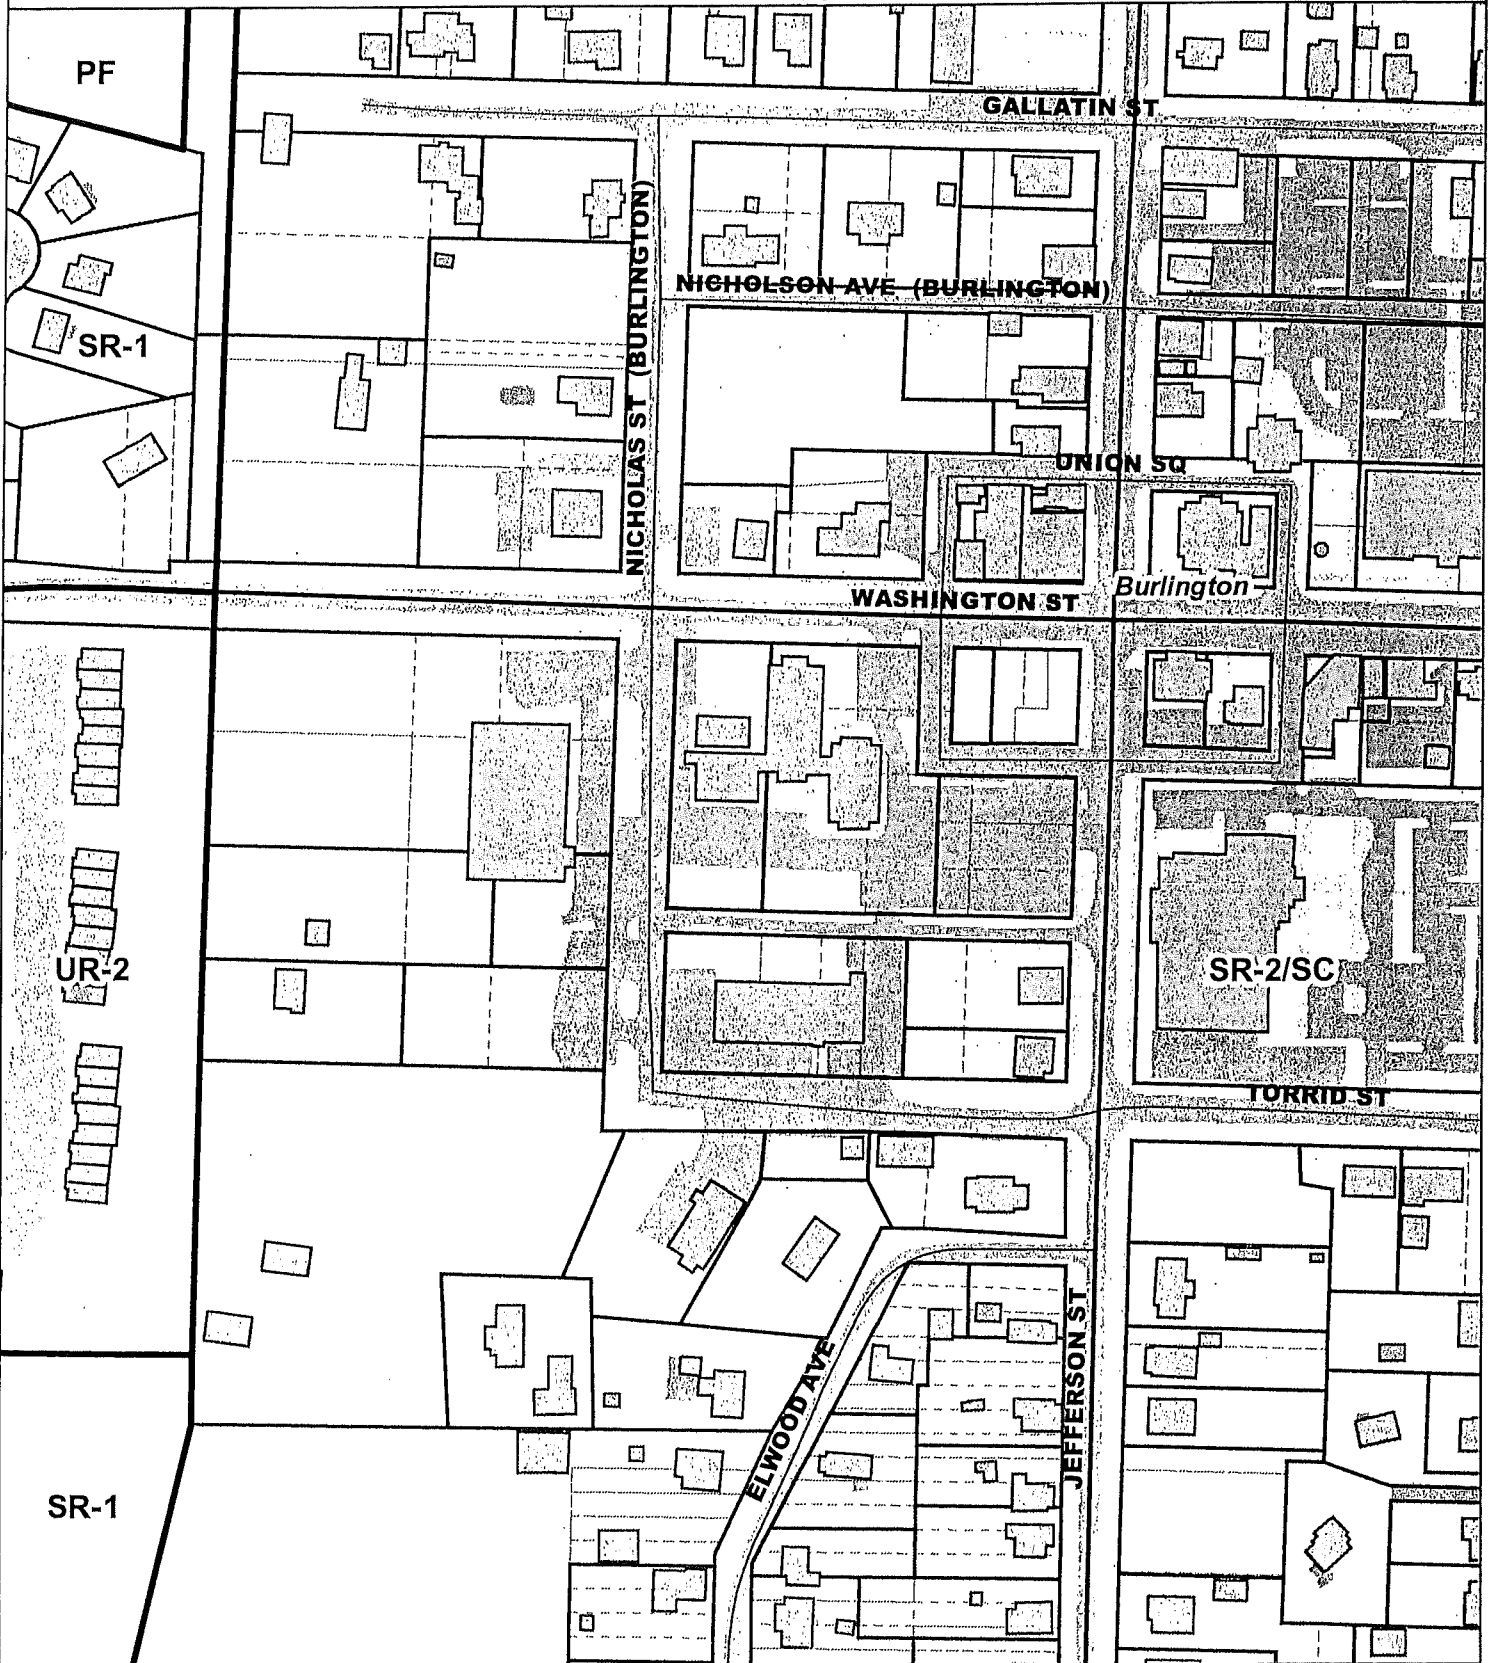 PF
GALLATIN ST
NICHOLAS ST (BURLINGTON)
NICHOLSON AVE (BURLINGTON)
SR-1
UNION SQ
Burlington
WASHINGTON ST
UR-2
SR-2/SC
TORRID ST
ELWOOD AVE
JEFFERSON ST
SR-1